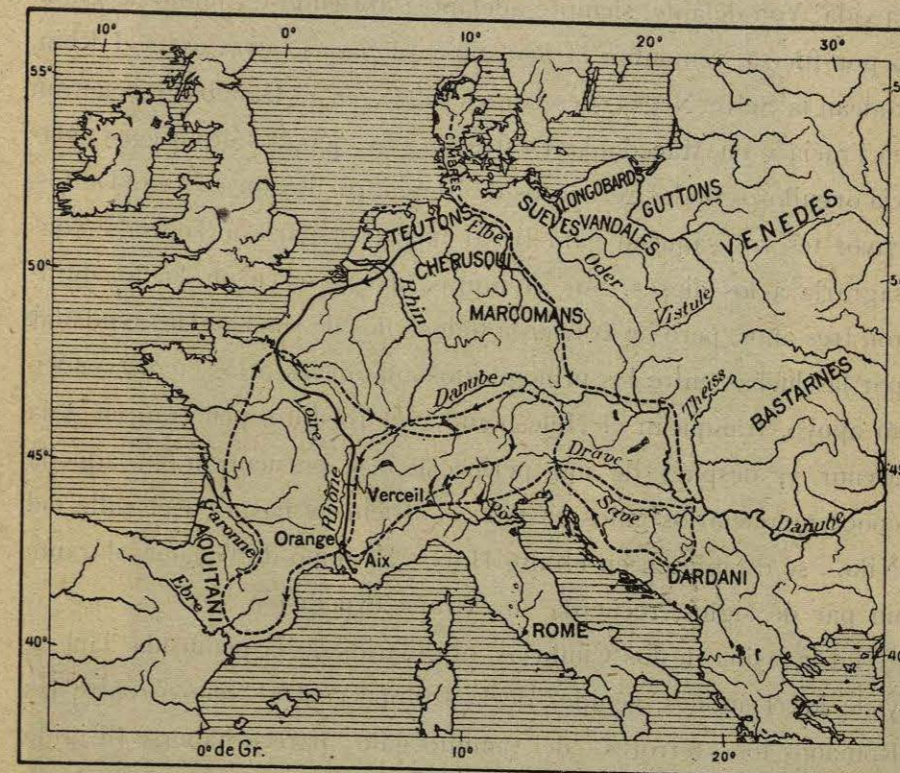 10° 0° 10° 20° 30°
55°
CIMBRES
LONGOBARDS
GUTTONS
VENEDES
SUEVES
VANDALES
TEUTONS
Elbe
CHERUSQUI
50°
Oder
Rhin
MARCOMANS
Vistule
Theiss
BASTARNES
Danube
Loire
45°
Drave
Rhône
Verceil
Save
Pô
Danube
Garonne
Orange
Aix
AQUITANI
DARDANI
Ebre
ROME
40° 40
0° de Gr. 10° 20°